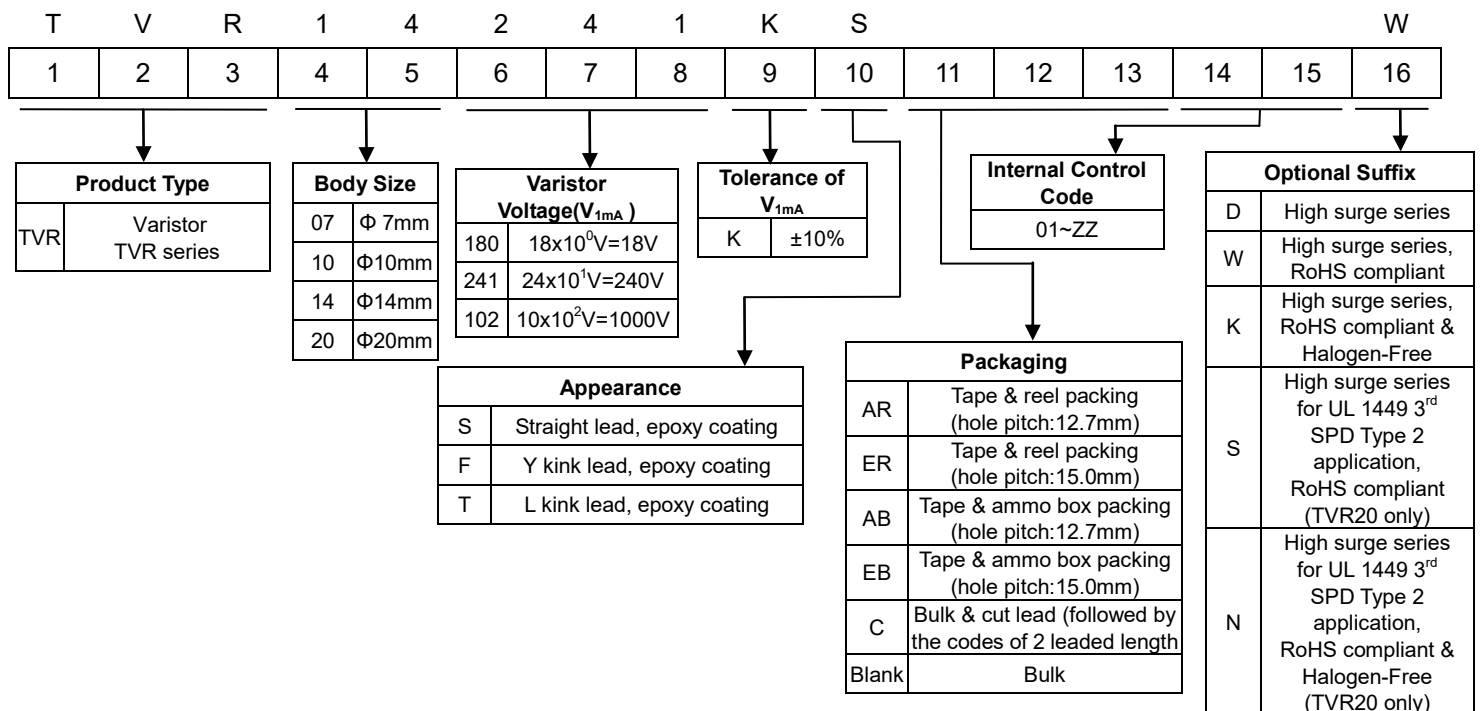 T V R 1 4 2 4 1 K S W
1 2 3 4 5 6 7 8 9 10 11 12 13 14 15 16
Product Type
TVR Varistor
TVR series
Body Size
07 Φ 7mm
10 Φ10mm
14 Φ14mm
20 Φ20mm
Varistor
Voltage(V1mA )
180 18x10⁰V=18V
241 24x10¹V=240V
102 10x10²V=1000V
Tolerance of
V1mA
K ±10%
Appearance
S Straight lead, epoxy coating
F Y kink lead, epoxy coating
T L kink lead, epoxy coating
Internal Control
Code
01~ZZ
Packaging
AR Tape & reel packing
(hole pitch:12.7mm)
ER Tape & reel packing
(hole pitch:15.0mm)
AB Tape & ammo box packing
(hole pitch:12.7mm)
EB Tape & ammo box packing
(hole pitch:15.0mm)
C Bulk & cut lead (followed by
the codes of 2 leaded length
Blank Bulk
Optional Suffix
D High surge series
W High surge series,
RoHS compliant
K High surge series,
RoHS compliant &
Halogen-Free
S High surge series
for UL 1449 3rd
SPD Type 2
application,
RoHS compliant
(TVR20 only)
N High surge series
for UL 1449 3rd
SPD Type 2
application,
RoHS compliant &
Halogen-Free
(TVR20 only)